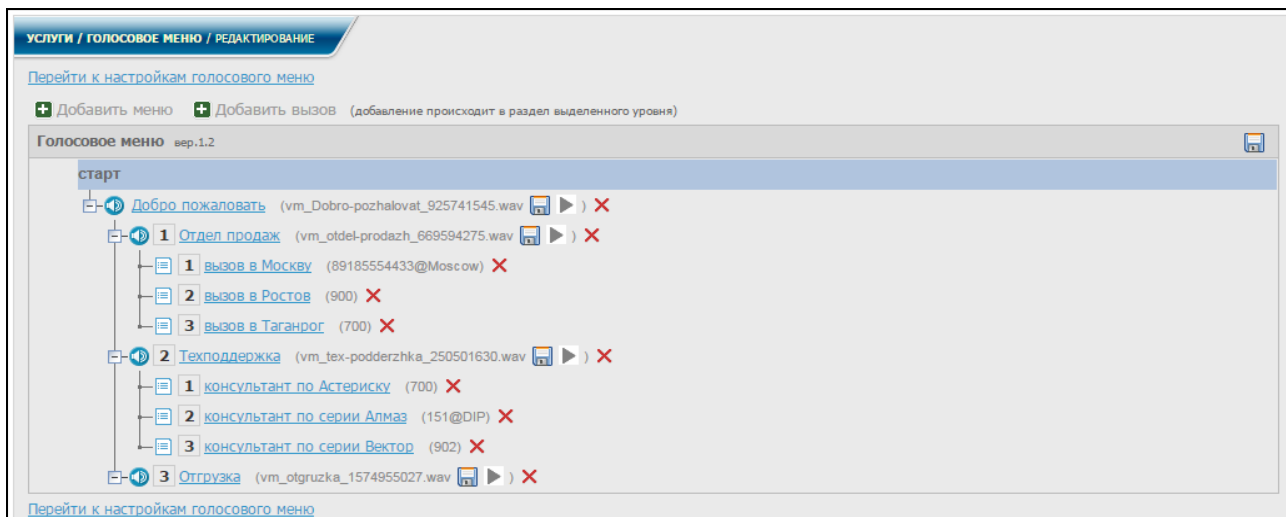 УСЛУГИ / ГОЛОСОВОЕ МЕНЮ / РЕДАКТИРОВАНИЕ
Перейти к настройкам голосового меню
Добавить меню Добавить вызов (добавление происходит в раздел выделенного уровня)
Голосовое меню вер.1.2
старт
Добро пожаловать (vm_Dobro-pozhalovat_925741545.wav )
1 Отдел продаж (vm_otdel-prodazh_669594275.wav )
1 вызов в Москву (89185554433@Moscow)
2 вызов в Ростов (900)
3 вызов в Таганрог (700)
2 Техподдержка (vm_tex-podderzhka_250501630.wav )
1 консультант по Астериску (700)
2 консультант по серии Алмаз (151@DIP)
3 консультант по серии Вектор (902)
3 Отгрузка (vm_otgruzka_1574955027.wav )
Перейти к настройкам голосового меню